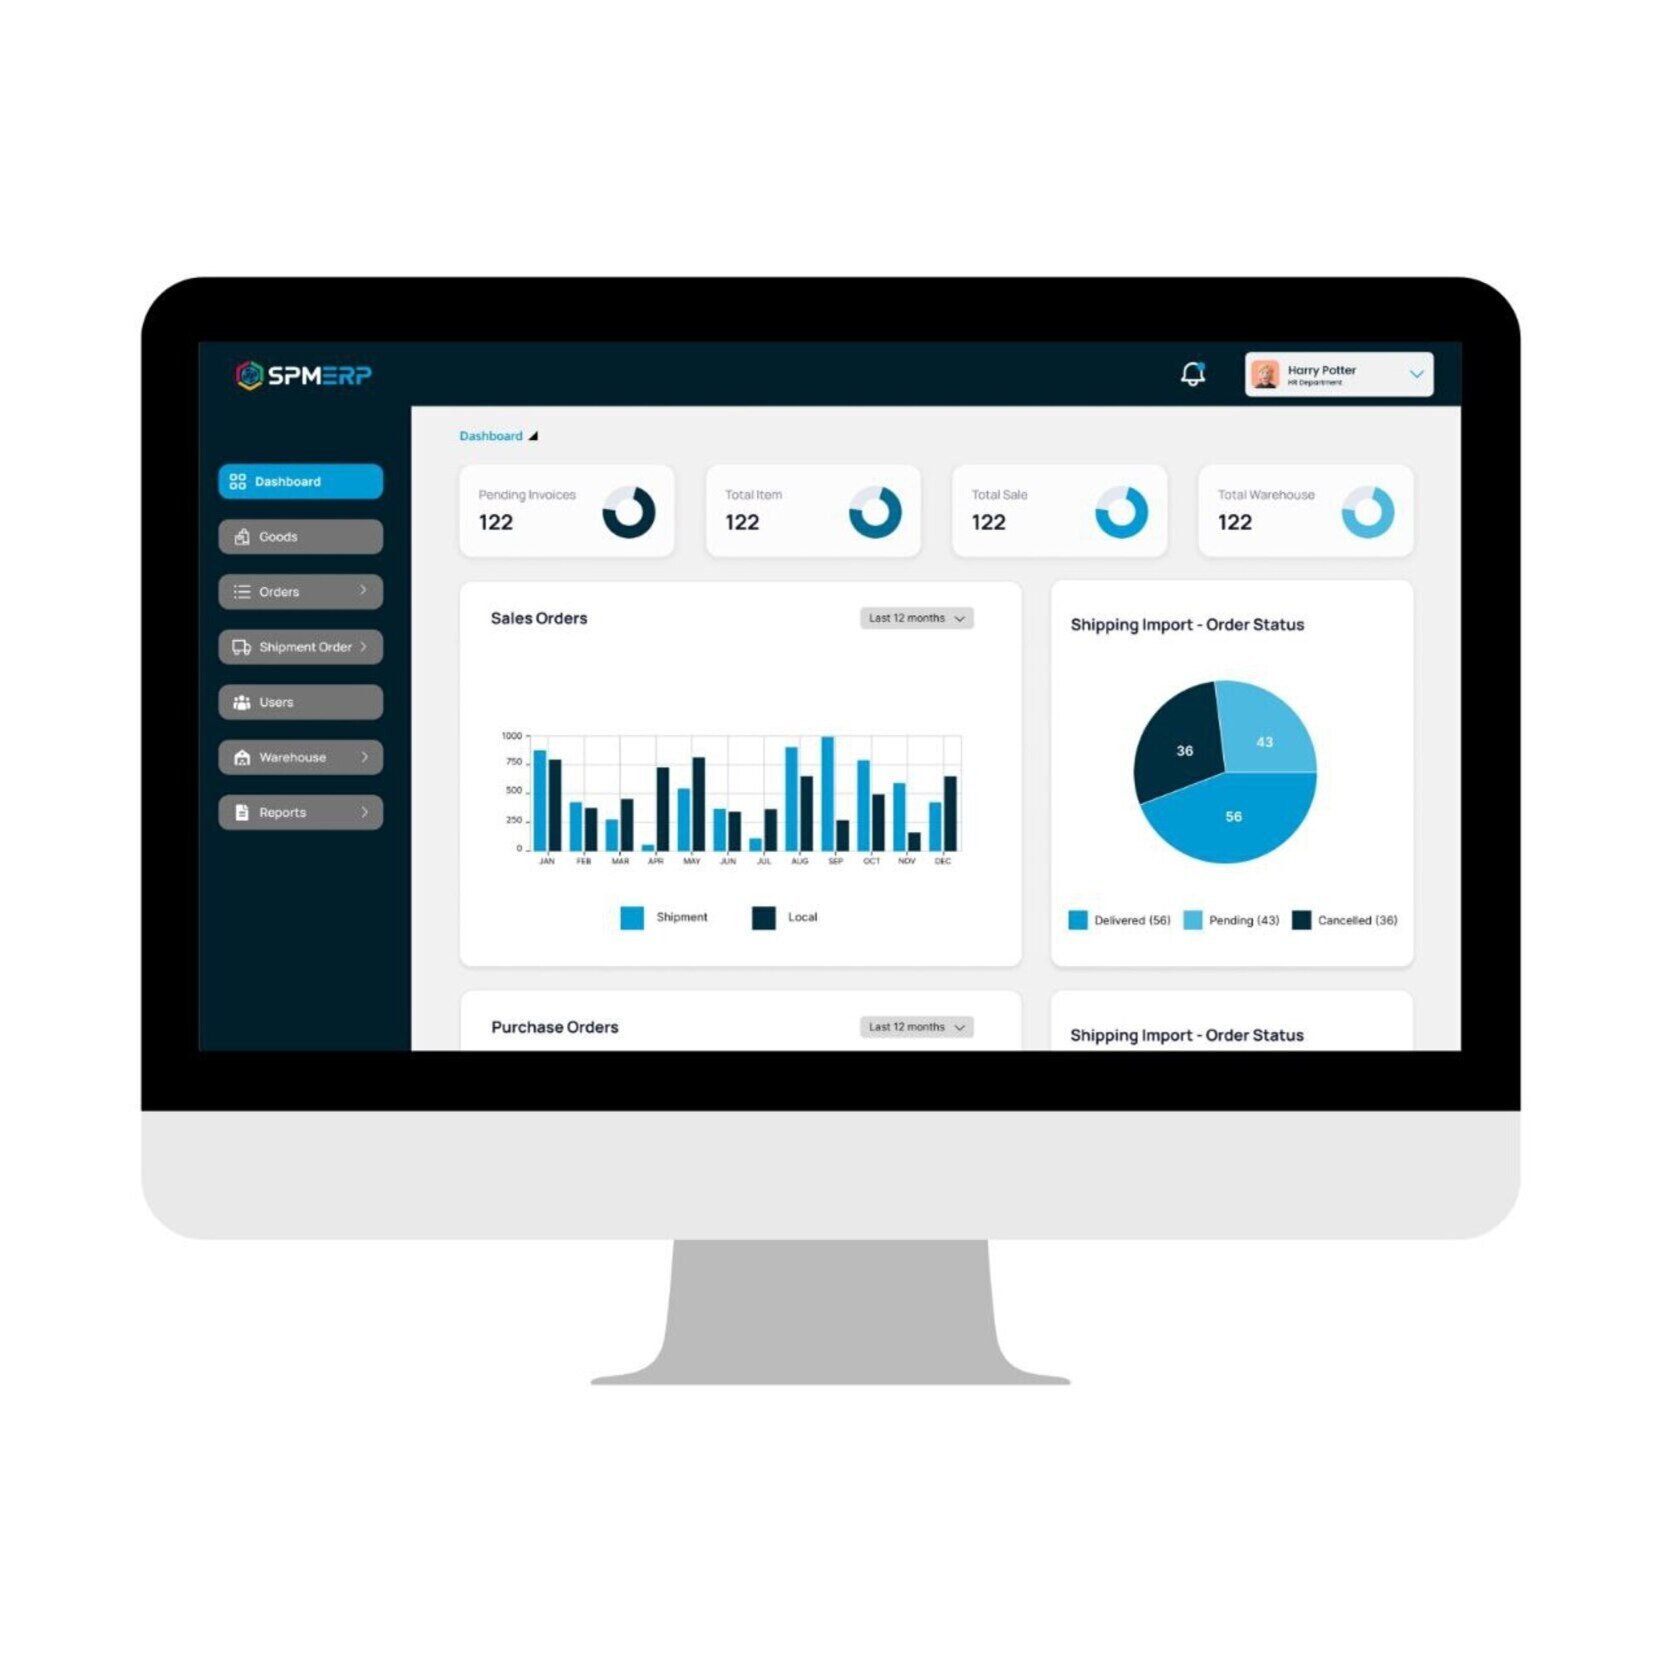 SPMERP
Harry Potter
HR Department
Dashboard
Dashboard
Goods
Orders
Shipment Order
Users
Warehouse
Reports
Pending Invoices
122
Total Item
122
Total Sale
122
Total Warehouse
122
Sales Orders
Last 12 months
1000
750
500
250
0
JAN FEB MAR APR MAY JUN JUL AUG SEP OCT NOV DEC
Shipment Local
Shipping Import - Order Status
36
43
56
Delivered (56) Pending (43) Cancelled (36)
Purchase Orders
Last 12 months
Shipping Import - Order Status